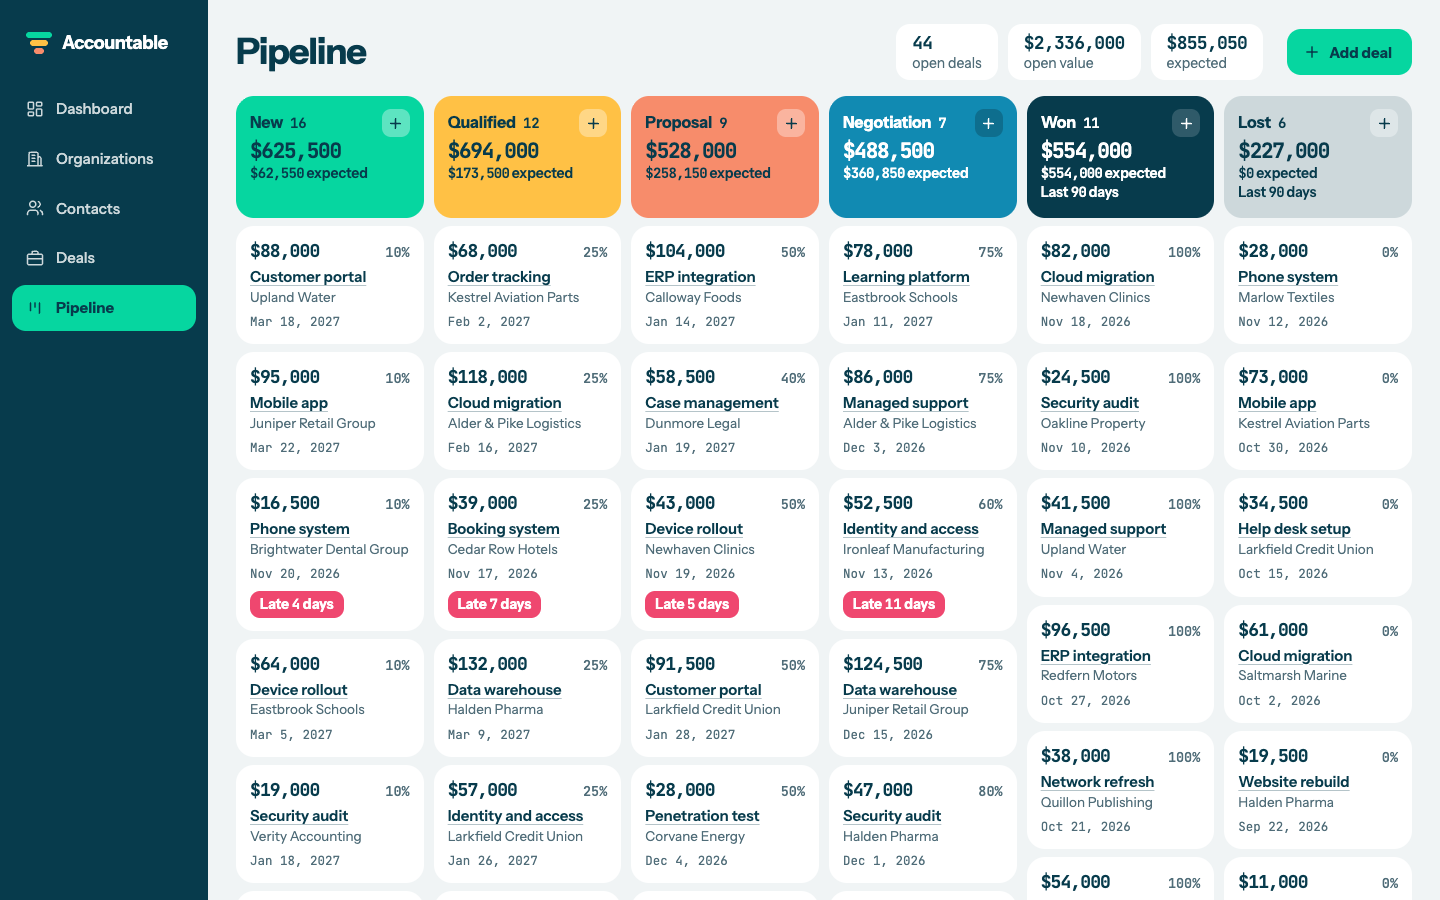 Accountable
Dashboard
Organizations
Contacts
Deals
Pipeline
Pipeline
44
open deals
$2,336,000
open value
$855,050
expected
+ Add deal
New 16
+
$625,500
$62,550 expected
$88,000 10%
Customer portal
Upland Water
Mar 18, 2027
$95,000 10%
Mobile app
Juniper Retail Group
Mar 22, 2027
$16,500 10%
Phone system
Brightwater Dental Group
Nov 20, 2026
Late 4 days
$64,000 10%
Device rollout
Eastbrook Schools
Mar 5, 2027
$19,000 10%
Security audit
Verity Accounting
Jan 18, 2027
Qualified 12
+
$694,000
$173,500 expected
$68,000 25%
Order tracking
Kestrel Aviation Parts
Feb 2, 2027
$118,000 25%
Cloud migration
Alder & Pike Logistics
Feb 16, 2027
$39,000 25%
Booking system
Cedar Row Hotels
Nov 17, 2026
Late 7 days
$132,000 25%
Data warehouse
Halden Pharma
Mar 9, 2027
$57,000 25%
Identity and access
Larkfield Credit Union
Jan 26, 2027
Proposal 9
+
$528,000
$258,150 expected
$104,000 50%
ERP integration
Calloway Foods
Jan 14, 2027
$58,500 40%
Case management
Dunmore Legal
Jan 19, 2027
$43,000 50%
Device rollout
Newhaven Clinics
Nov 19, 2026
Late 5 days
$91,500 50%
Customer portal
Larkfield Credit Union
Jan 28, 2027
$28,000 50%
Penetration test
Corvane Energy
Dec 4, 2026
Negotiation 7
+
$488,500
$360,850 expected
$78,000 75%
Learning platform
Eastbrook Schools
Jan 11, 2027
$86,000 75%
Managed support
Alder & Pike Logistics
Dec 3, 2026
$52,500 60%
Identity and access
Ironleaf Manufacturing
Nov 13, 2026
Late 11 days
$124,500 75%
Data warehouse
Juniper Retail Group
Dec 15, 2026
$47,000 80%
Security audit
Halden Pharma
Dec 1, 2026
Won 11
+
$554,000
$554,000 expected
Last 90 days
$82,000 100%
Cloud migration
Newhaven Clinics
Nov 18, 2026
$24,500 100%
Security audit
Oakline Property
Nov 10, 2026
$41,500 100%
Managed support
Upland Water
Nov 4, 2026
$96,500 100%
ERP integration
Redfern Motors
Oct 27, 2026
$38,000 100%
Network refresh
Quillon Publishing
Oct 21, 2026
$54,000 100%
Lost 6
+
$227,000
$0 expected
Last 90 days
$28,000 0%
Phone system
Marlow Textiles
Nov 12, 2026
$73,000 0%
Mobile app
Kestrel Aviation Parts
Oct 30, 2026
$34,500 0%
Help desk setup
Larkfield Credit Union
Oct 15, 2026
$61,000 0%
Cloud migration
Saltmarsh Marine
Oct 2, 2026
$19,500 0%
Website rebuild
Halden Pharma
Sep 22, 2026
$11,000 0%